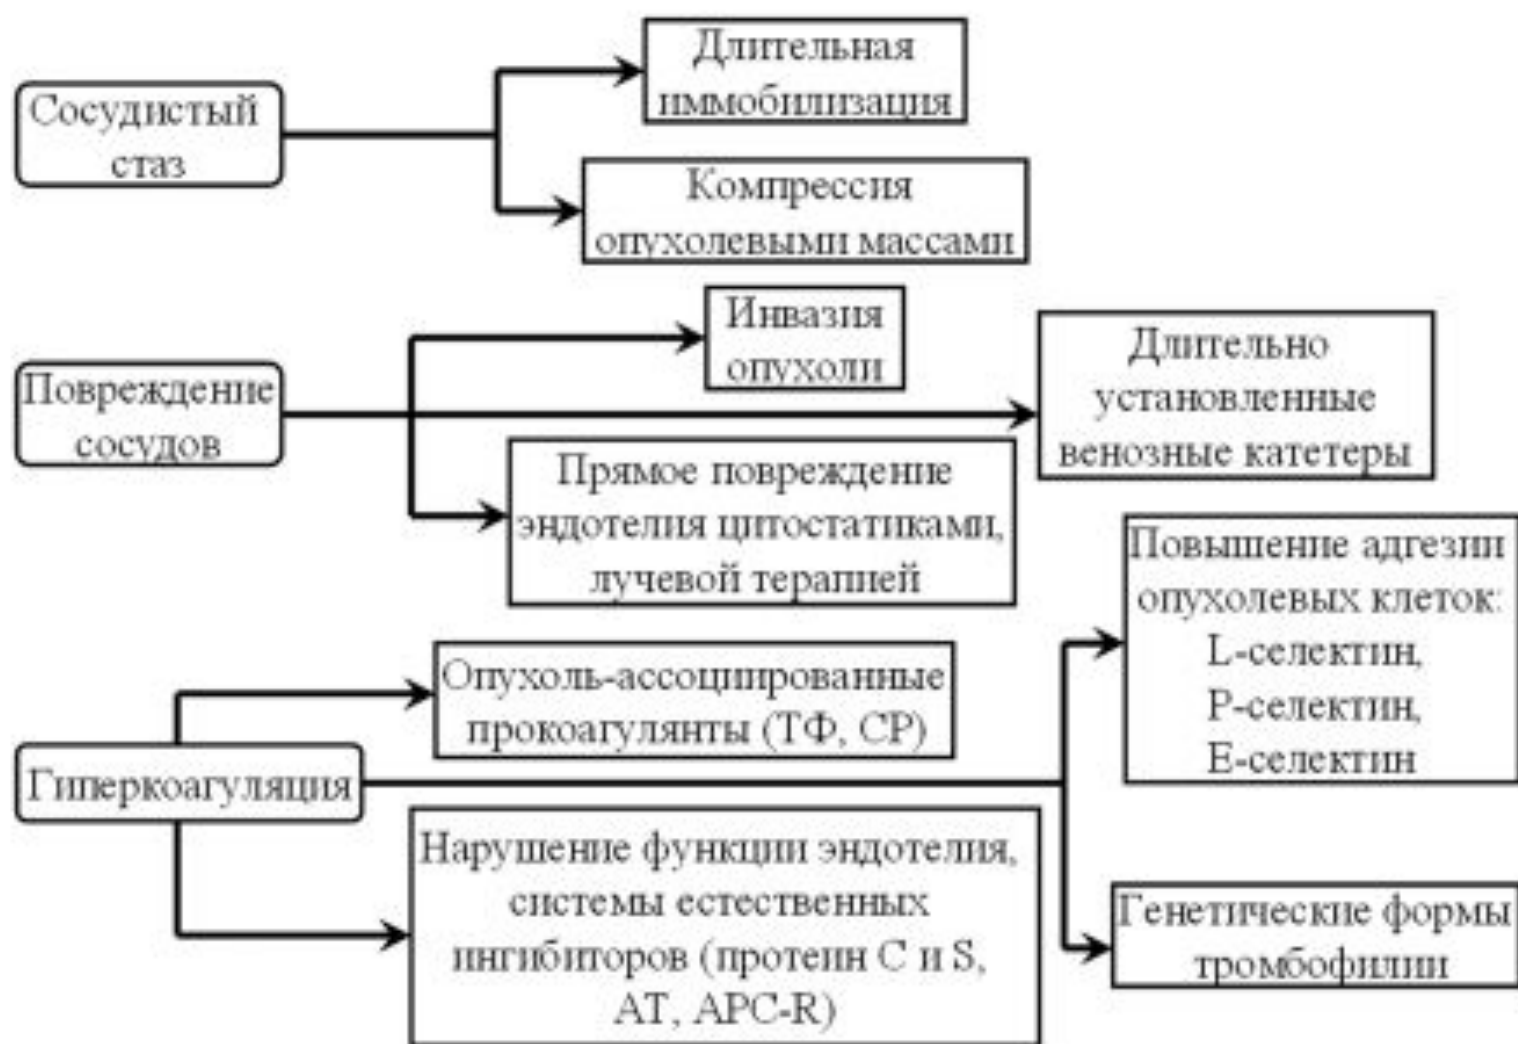 Сосудистый
стаз
Длительная
иммобилизация
Компрессия
опухолевыми массами
Повреждение
сосудов
Инвазия
опухоли
Длительно
установленные
венозные катетеры
Прямое повреждение
эндотелия цитостатиками,
лучевой терапией
Гиперкоагуляция
Опухоль-ассоциированные
прокоагулянты (ТФ, СР)
Повышение адгезии
опухолевых клеток:
L-селектин,
P-селектин,
E-селектин
Нарушение функции эндотелия,
системы естественных
ингибиторов (протеин С и S,
АТ, APC-R)
Генетические формы
тромбофилии